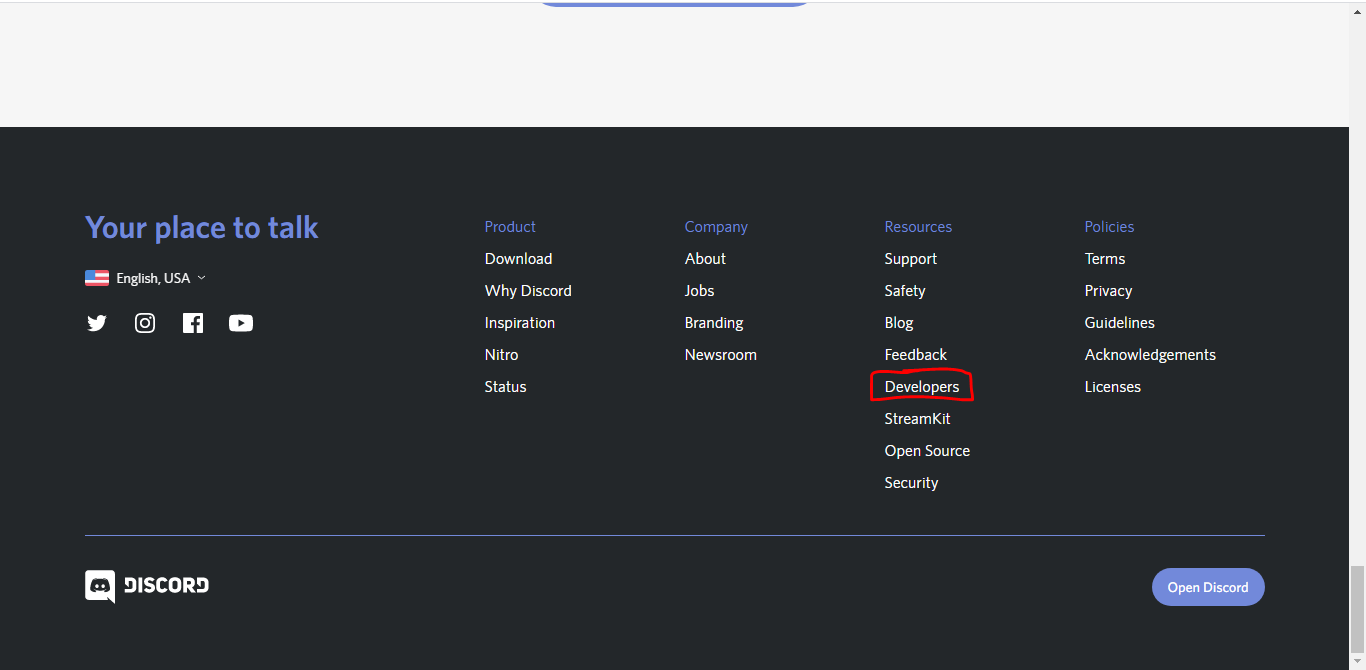 Your place to talk
English, USA
Product
Download
Why Discord
Inspiration
Nitro
Status
Company
About
Jobs
Branding
Newsroom
Resources
Support
Safety
Blog
Feedback
Developers
StreamKit
Open Source
Security
Policies
Terms
Privacy
Guidelines
Acknowledgements
Licenses
DISCORD
Open Discord